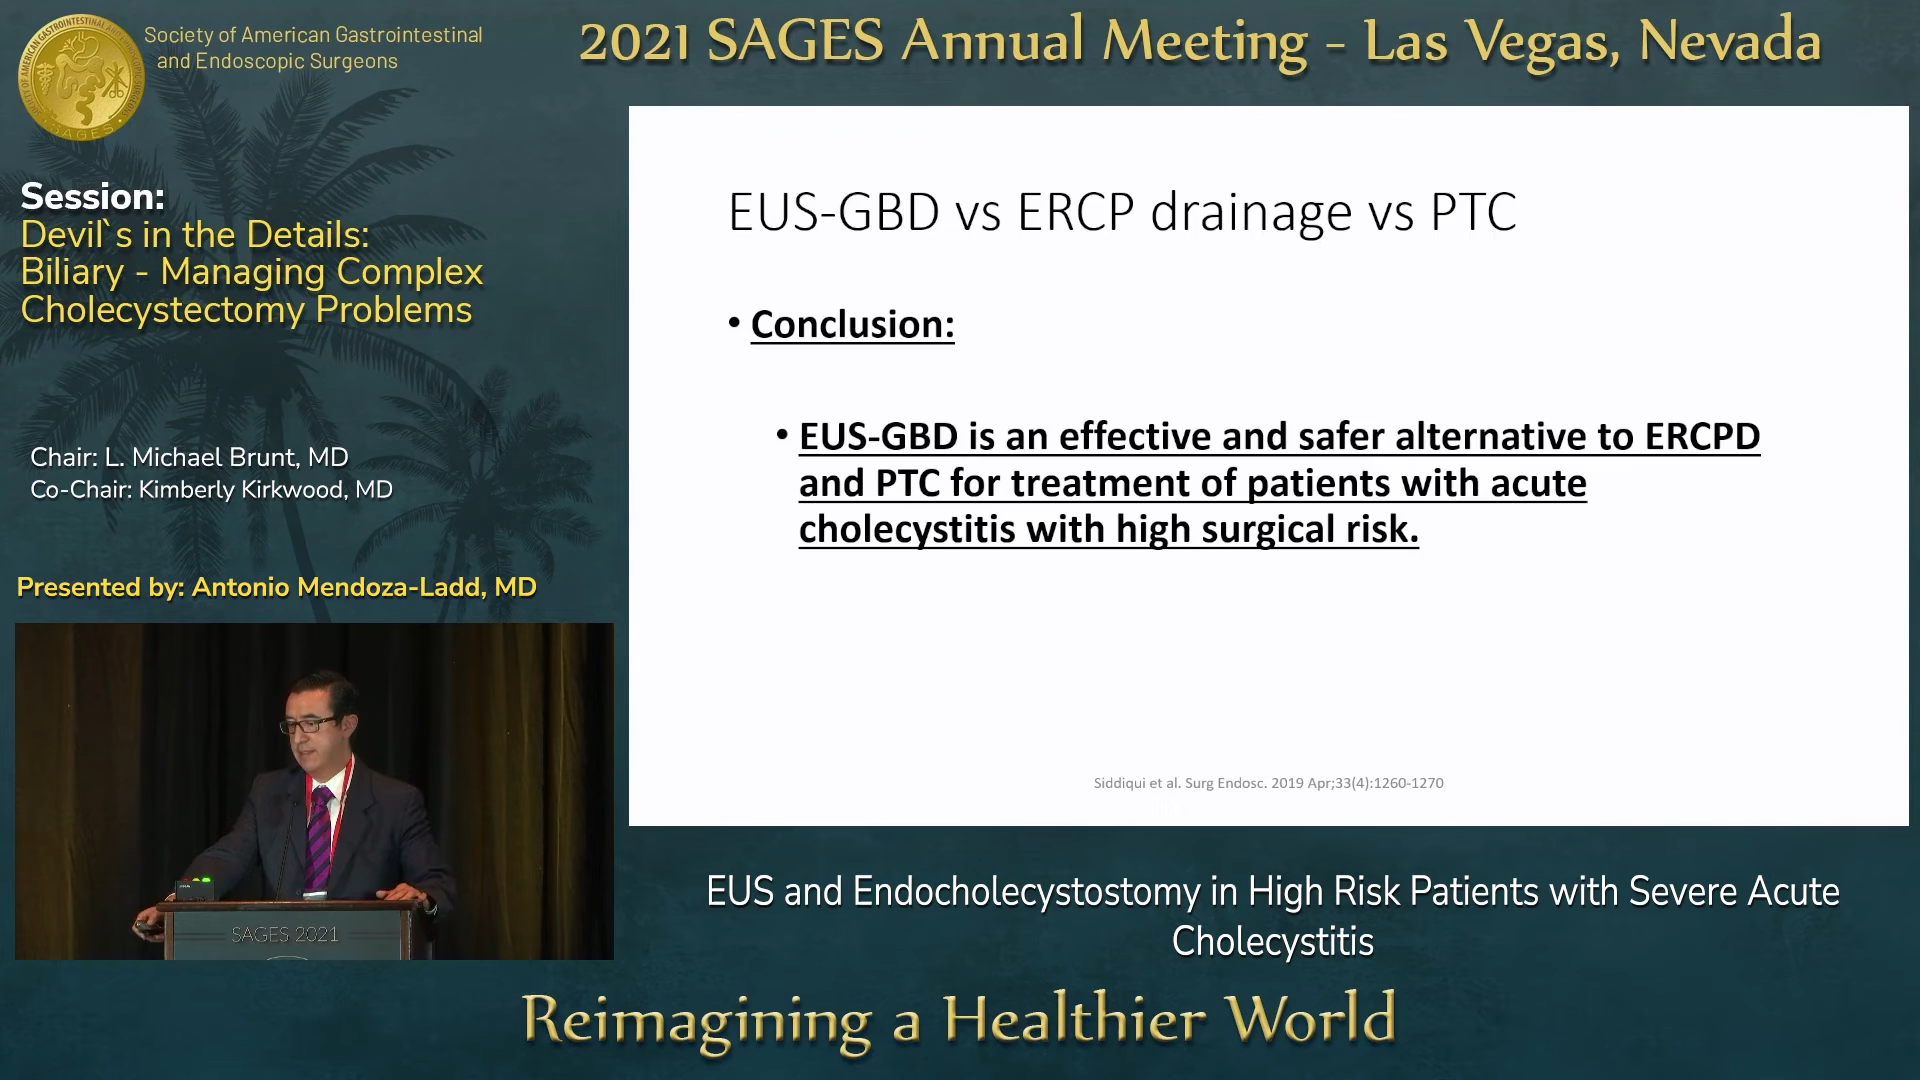 Society of American Gastrointestinal
and Endoscopic Surgeons
SAGES
2021 SAGES Annual Meeting - Las Vegas, Nevada
Session:
Devil`s in the Details:
Biliary - Managing Complex
Cholecystectomy Problems
Chair: L. Michael Brunt, MD
Co-Chair: Kimberly Kirkwood, MD
Presented by: Antonio Mendoza-Ladd, MD
SAGES 2021
EUS-GBD vs ERCP drainage vs PTC
• Conclusion:
• EUS-GBD is an effective and safer alternative to ERCPD
and PTC for treatment of patients with acute
cholecystitis with high surgical risk.
Siddiqui et al. Surg Endosc. 2019 Apr;33(4):1260-1270
EUS and Endocholecystostomy in High Risk Patients with Severe Acute
Cholecystitis
Reimagining a Healthier World